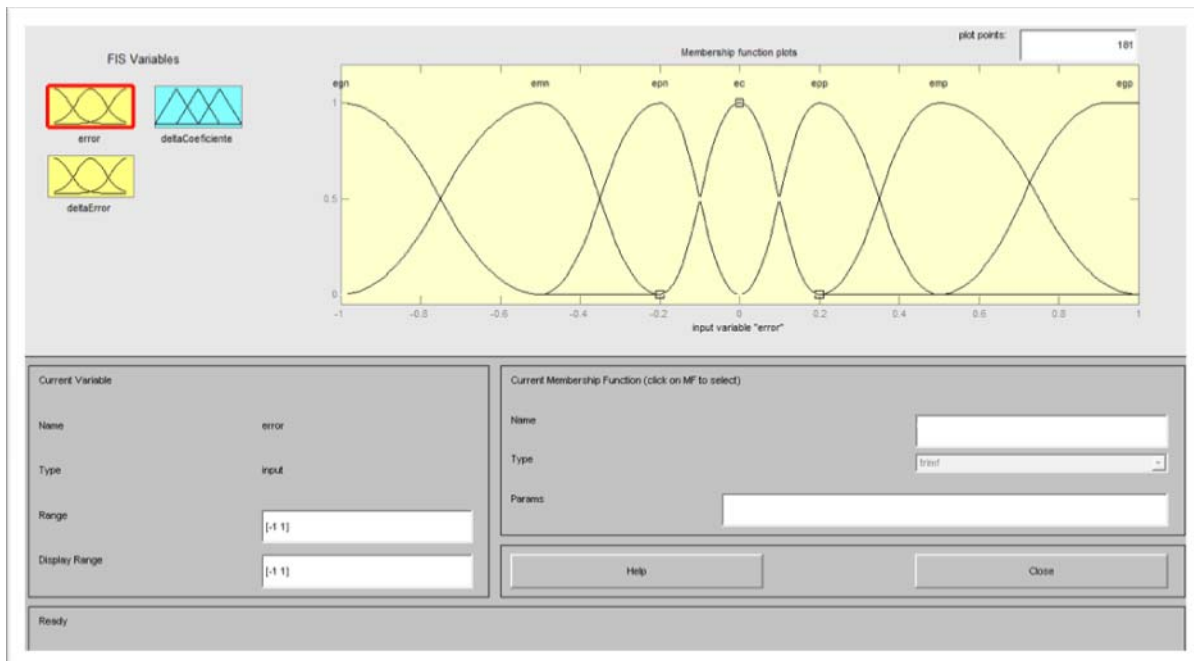 FIS Variables
error
deltaCoeficiente
deltaError
plot points:
181
Membership function plots
egn
emn
epn
ec
epp
emp
egp
1
0.5
0
-1
-0.8
-0.6
-0.4
-0.2
0
0.2
0.4
0.6
0.8
1
input variable "error"
Current Variable
Name
error
Type
input
Range
[-1 1]
Display Range
[-1 1]
Current Membership Function (click on MF to select)
Name
Type
trimf
Params
Help
Close
Ready